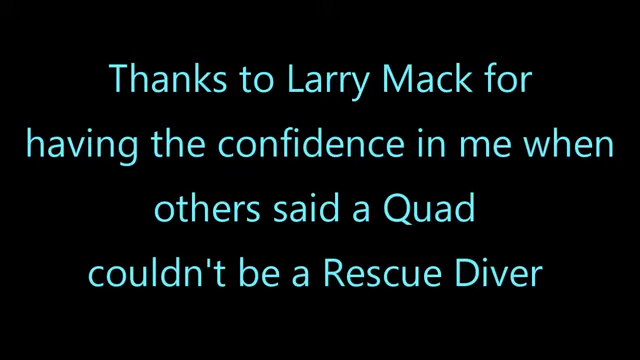 Thanks to Larry Mack for
having the confidence in me when
others said a Quad
couldn't be a Rescue Diver